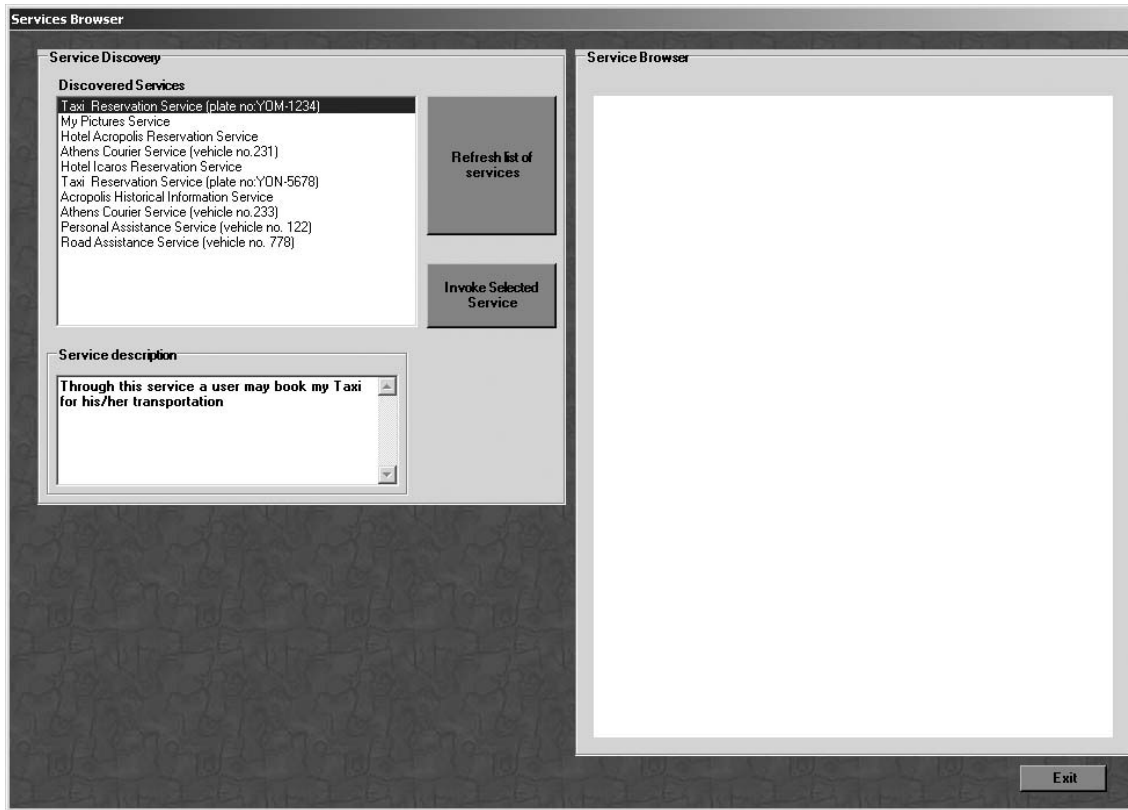 Services Browser
Service Discovery
Discovered Services
Taxi Reservation Service (plate no:YOM-1234)
My Pictures Service
Hotel Acropolis Reservation Service
Athens Courier Service (vehicle no.231)
Hotel Icaros Reservation Service
Taxi Reservation Service (plate no:YON-5678)
Acropolis Historical Information Service
Athens Courier Service (vehicle no.233)
Personal Assistance Service (vehicle no. 122)
Road Assistance Service (vehicle no. 778)
Refresh list of
services
Invoke Selected
Service
Service description
Through this service a user may book my Taxi
for his/her transportation
Service Browser
Exit